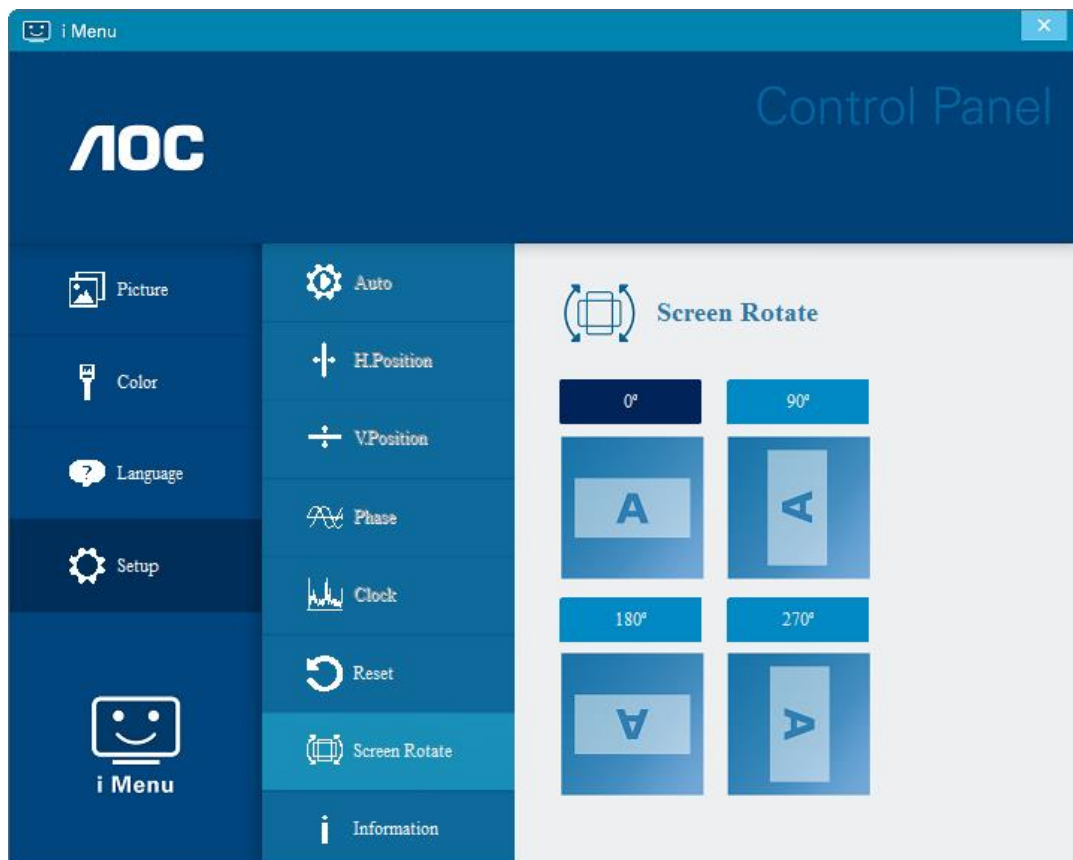 i Menu
×
Control Panel
AOC
Picture
Color
Language
Setup
i Menu
Auto
H.Position
V.Position
Phase
Clock
Reset
Screen Rotate
Information
Screen Rotate
0°
90°
A
A
180°
270°
A
A